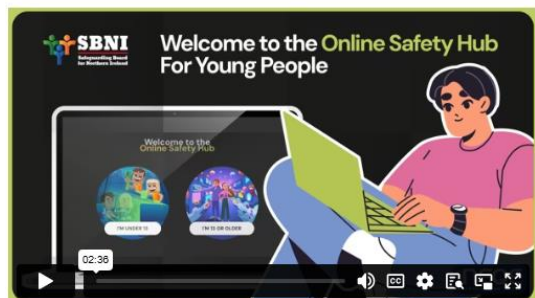 SBNI
Safeguarding Board
for Northern Ireland
Welcome to the Online Safety Hub
For Young People
Welcome to the
Online Safety Hub
I'M UNDER 13
I'M 13 OR OLDER
02:36
CC